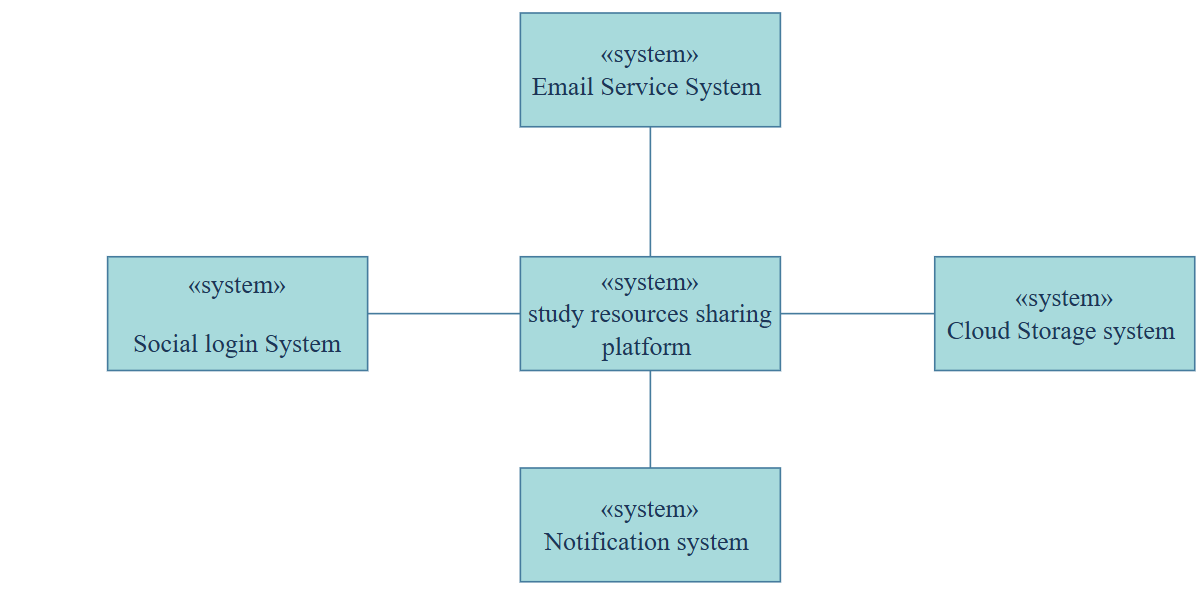 «system»
Email Service System
«system»
Social login System
«system»
study resources sharing
platform
«system»
Cloud Storage system
«system»
Notification system